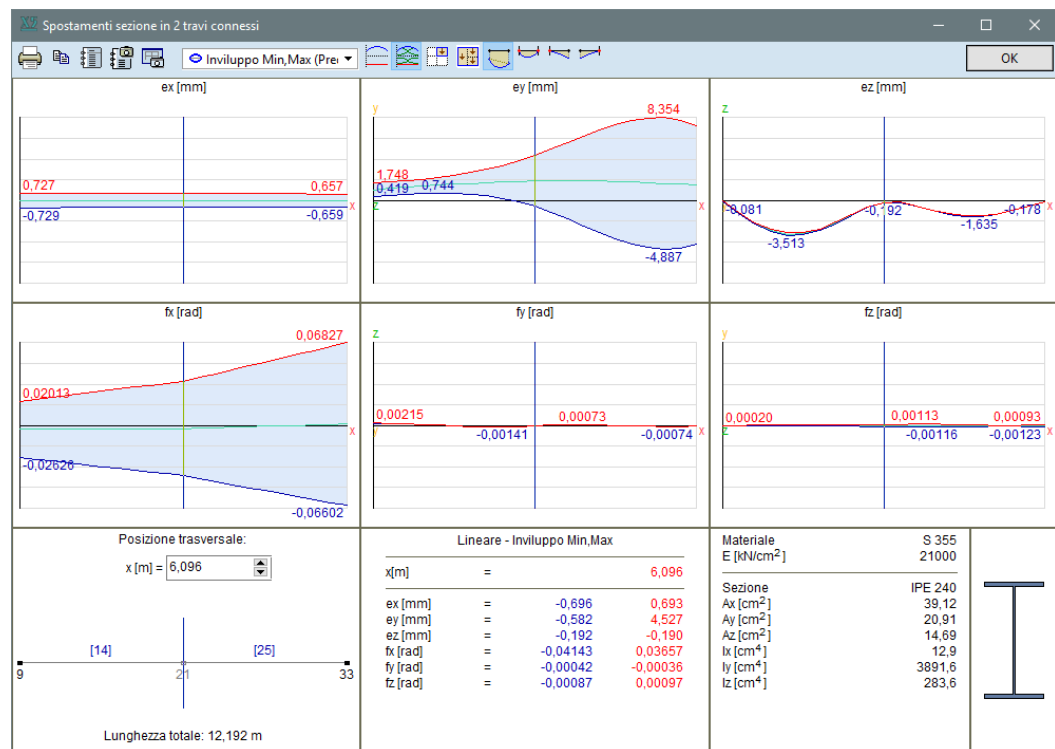 Spostamenti sezione in 2 travi connessi
Inviluppo Min,Max (Pre
OK
ex [mm]
0,727
0,657
-0,729
-0,659
x
ey [mm]
y
8,354
1,748
0,419
0,744
z
x
-4,887
ez [mm]
z
-0,081
-0,192
-0,178
x
-3,513
-1,635
fx [rad]
0,06827
0,02013
x
-0,02626
-0,06602
fy [rad]
z
0,00215
0,00073
y
x
-0,00141
-0,00074
fz [rad]
y
0,00020
0,00113
0,00093
z
x
-0,00116
-0,00123
Posizione trasversale:
x [m] = 6,096
[14]
[25]
9
21
33
Lunghezza totale: 12,192 m
Lineare - Inviluppo Min,Max
x[m] = 6,096
ex [mm] = -0,696 0,693
ey [mm] = -0,582 4,527
ez [mm] = -0,192 -0,190
fx [rad] = -0,04143 0,03657
fy [rad] = -0,00042 -0,00036
fz [rad] = -0,00087 0,00097
Materiale S 355
E [kN/cm²] 21000
Sezione IPE 240
Ax [cm²] 39,12
Ay [cm²] 20,91
Az [cm²] 14,69
Ix [cm⁴] 12,9
Iy [cm⁴] 3891,6
Iz [cm⁴] 283,6